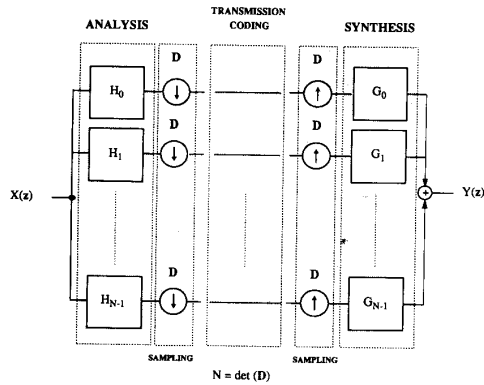 ANALYSIS
TRANSMISSION
CODING
SYNTHESIS
D
D
H0
↓
↑
G0
D
D
H1
↓
↑
G1
X(z)
+
Y(z)
D
D
HN-1
↓
↑
GN-1
SAMPLING
SAMPLING
N = det (D)